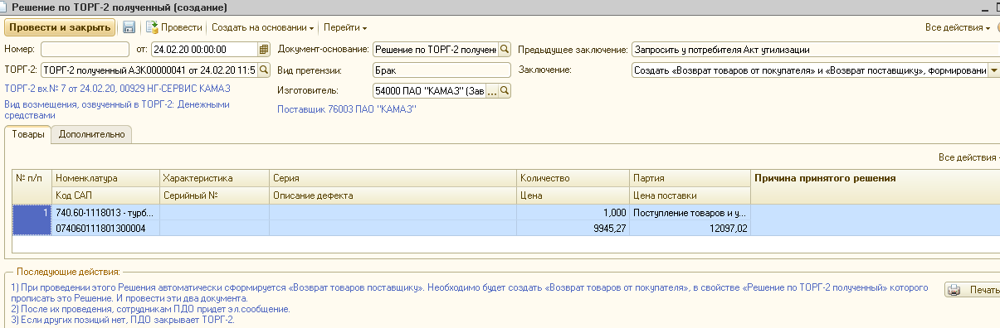 Решение по ТОРГ-2 полученный (создание)
Провести и закрыть Провести Создать на основании Перейти Все действия
Номер: от: 24.02.20 00:00:00 Документ-основание: Решение по ТОРГ-2 получен Предыдущее заключение: Запросить у потребителя Акт утилизации
ТОРГ-2: ТОРГ-2 полученный АЗК00000041 от 24.02.20 11:5 Вид претензии: Брак Заключение: Создать «Возврат товаров от покупателя» и «Возврат поставщику», формировани
ТОРГ-2 вх.№ 7 от 24.02.20, 00929 НГ-СЕРВИС КАМАЗ Изготовитель: 54000 ПАО "КАМАЗ" (Зав ...
Вид возмещения, озвученный в ТОРГ-2: Денежными
средствами
Поставщик 76003 ПАО "КАМАЗ"
Товары Дополнительно
Все действия
№ п/п Номенклатура Характеристика Серия Количество Партия Причина принятого решения
Код САП Серийный № Описание дефекта Цена Цена поставки
1 740.60-1118013 - турб... 1,000 Поступление товаров и у...
074060111801300004 9945,27 12097,02
Последующие действия:
1) При проведении этого Решения автоматически сформируется «Возврат товаров поставщику». Необходимо будет создать «Возврат товаров от покупателя», в свойстве «Решение по ТОРГ-2 полученный» которого
прописать это Решение. И провести эти два документа.
2) После их проведения, сотрудникам ПДО придет эл.сообщение.
3) Если других позиций нет, ПДО закрывает ТОРГ-2.
Печать